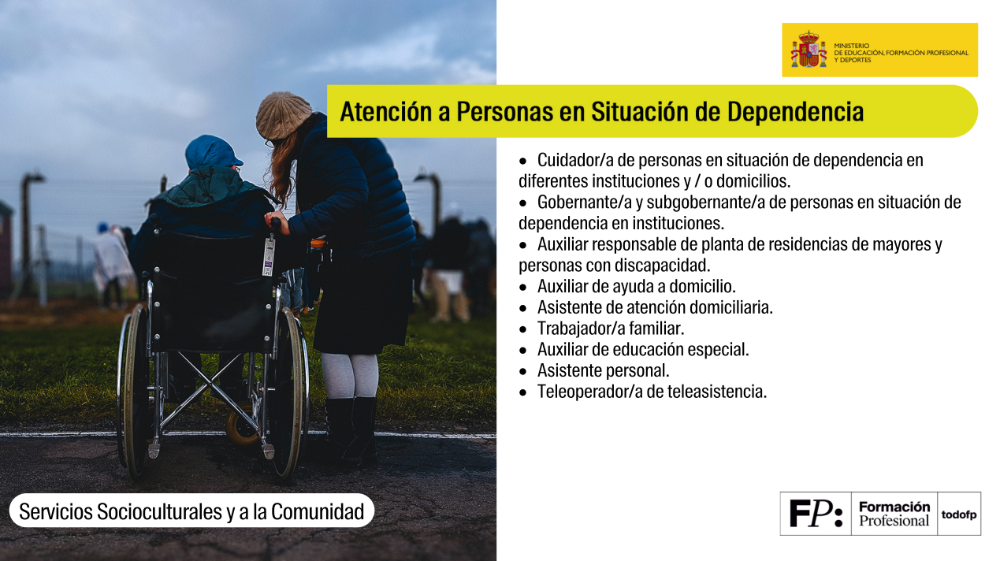 MINISTERIO
DE EDUCACIÓN, FORMACIÓN PROFESIONAL
Y DEPORTES
Atención a Personas en Situación de Dependencia
• Cuidador/a de personas en situación de dependencia en
diferentes instituciones y / o domicilios.
• Gobernante/a y subgobernante/a de personas en situación de
dependencia en instituciones.
• Auxiliar responsable de planta de residencias de mayores y
personas con discapacidad.
• Auxiliar de ayuda a domicilio.
• Asistente de atención domiciliaria.
• Trabajador/a familiar.
• Auxiliar de educación especial.
• Asistente personal.
• Teleoperador/a de teleasistencia.
Servicios Socioculturales y a la Comunidad
FP:
Formación
Profesional
todofp